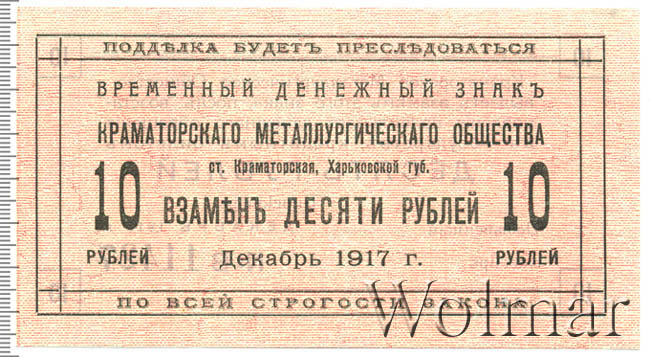 ПОДДѢЛКА БУДЕТЪ ПРЕСЛѢДОВАТЬСЯ
ВРЕМЕННЫЙ ДЕНЕЖНЫЙ ЗНАКЪ
КРАМАТОРСКАГО МЕТАЛЛУРГИЧЕСКАГО ОБЩЕСТВА
ст. Краматорская, Харьковской губ.
10 ВЗАМѢНЪ ДЕСЯТИ РУБЛЕЙ 10
РУБЛЕЙ Декабрь 1917 г. РУБЛЕЙ
ПО ВСЕЙ СТРОГОСТИ ЗАКОНА
Wolmar